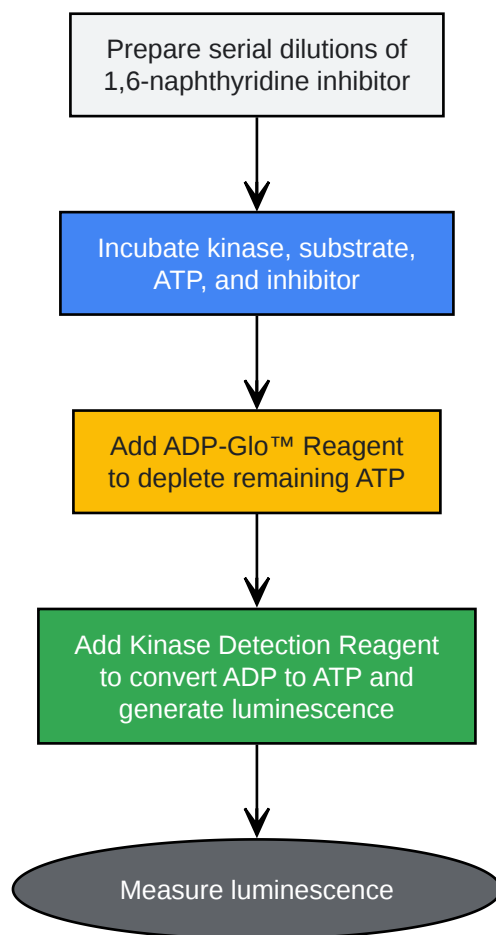 Prepare serial dilutions of
1,6-naphthyridine inhibitor
Incubate kinase, substrate,
ATP, and inhibitor
Add ADP-Glo™ Reagent
to deplete remaining ATP
Add Kinase Detection Reagent
to convert ADP to ATP and
generate luminescence
Measure luminescence